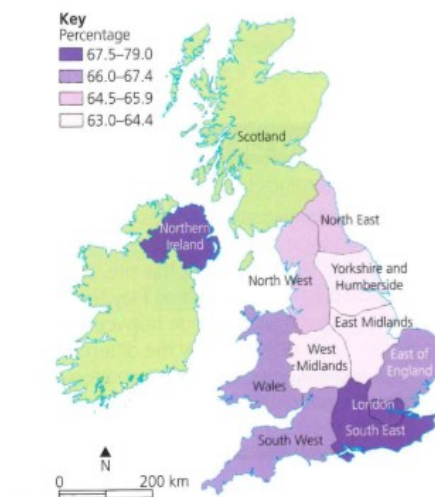 Key
Percentage
67.5–79.0
66.0–67.4
64.5–65.9
63.0–64.4
Scotland
Northern
Ireland
North East
North West
Yorkshire and
Humberside
East Midlands
West
Midlands
East of
England
Wales
London
South East
South West
N
0 200 km